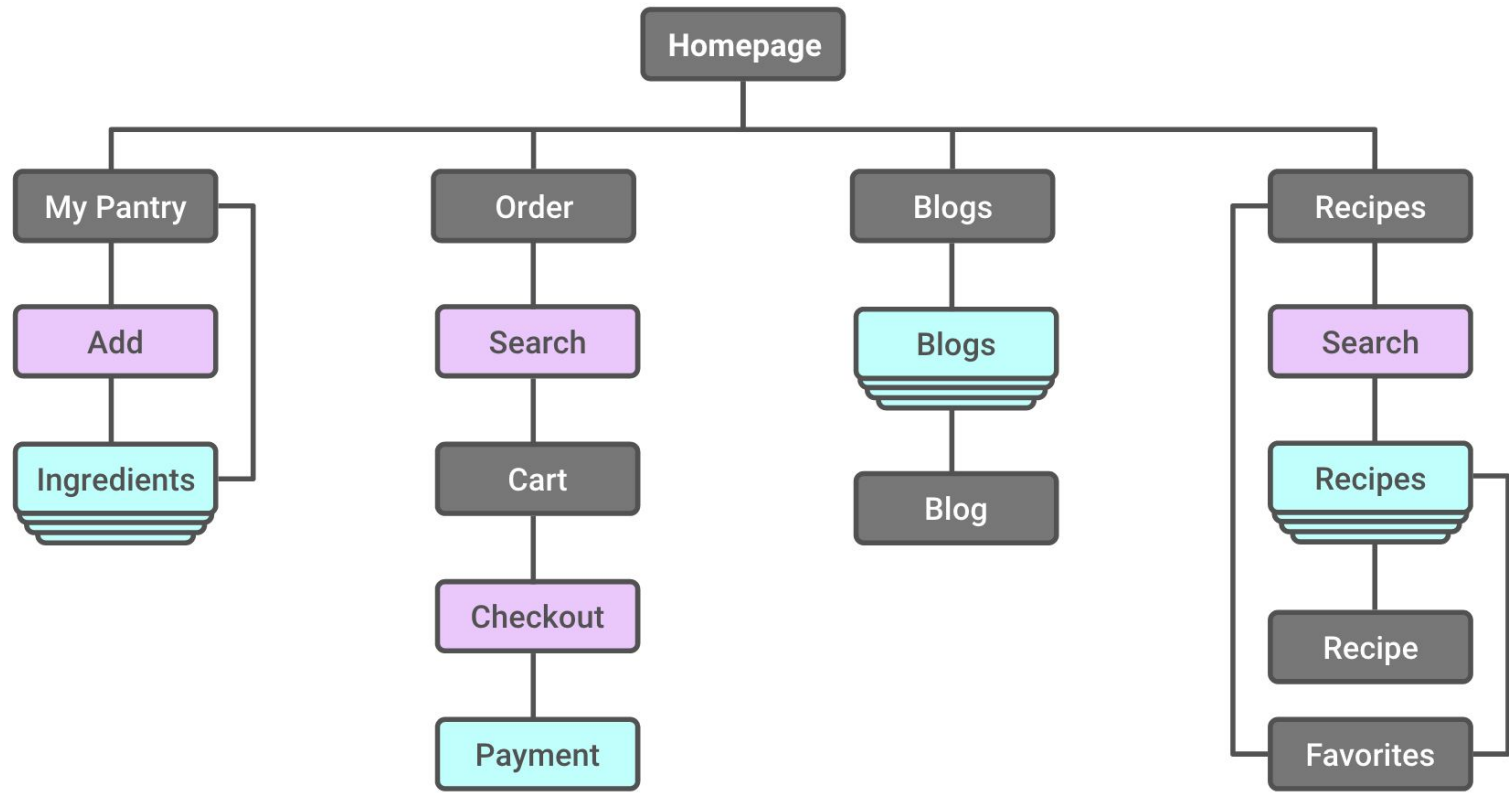 Homepage
My Pantry
Order
Blogs
Recipes
Add
Search
Blogs
Search
Ingredients
Cart
Blog
Recipes
Checkout
Recipe
Payment
Favorites